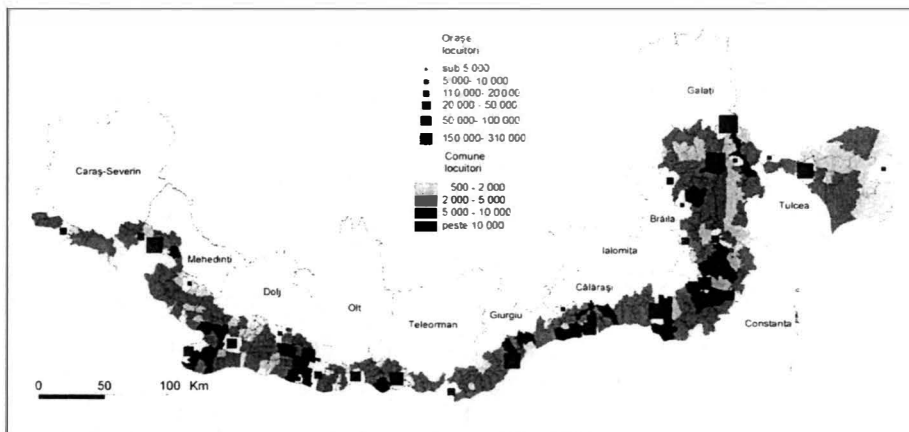 Orașe
locuitori
sub 5 000
5 000- 10 000
110 000- 20 000
20 000 - 50 000
50 000- 100 000
150 000- 310 000
Comune
locuitori
500 - 2 000
2 000 - 5 000
5 000 - 10 000
peste 10 000
Galați
Caraș-Severin
Tulcea
Brăila
Ialomița
Mehedinți
Dolj
Călărași
Olt
Giurgiu
Teleorman
Constanța
0 50 100 Km